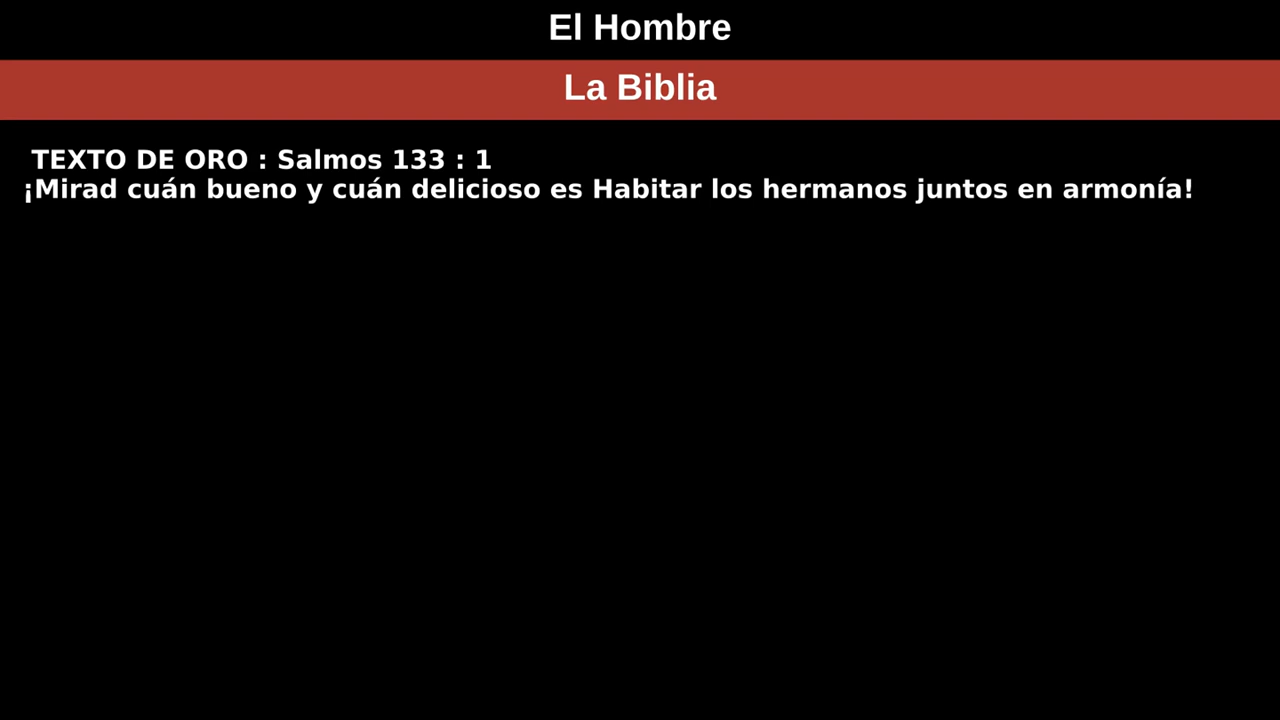 El Hombre
La Biblia
TEXTO DE ORO : Salmos 133 : 1
¡Mirad cuán bueno y cuán delicioso es Habitar los hermanos juntos en armonía!